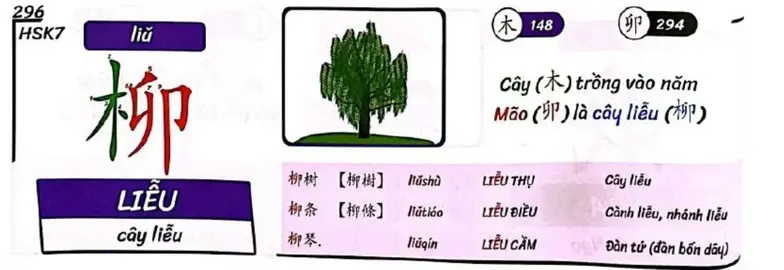 296
HSK7
liǔ
柳
LIỄU
cây liễu
木 148
卯 294
Cây (木) trồng vào năm
Mão (卯) là cây liễu (柳)
柳树 【柳樹】 liǔshù LIỄU THỤ Cây liễu
柳条 【柳條】 liǔtiáo LIỄU ĐIỀU Cành liễu, nhánh liễu
柳琴. liǔqín LIỄU CẦM Đàn tứ (đàn bốn dây)